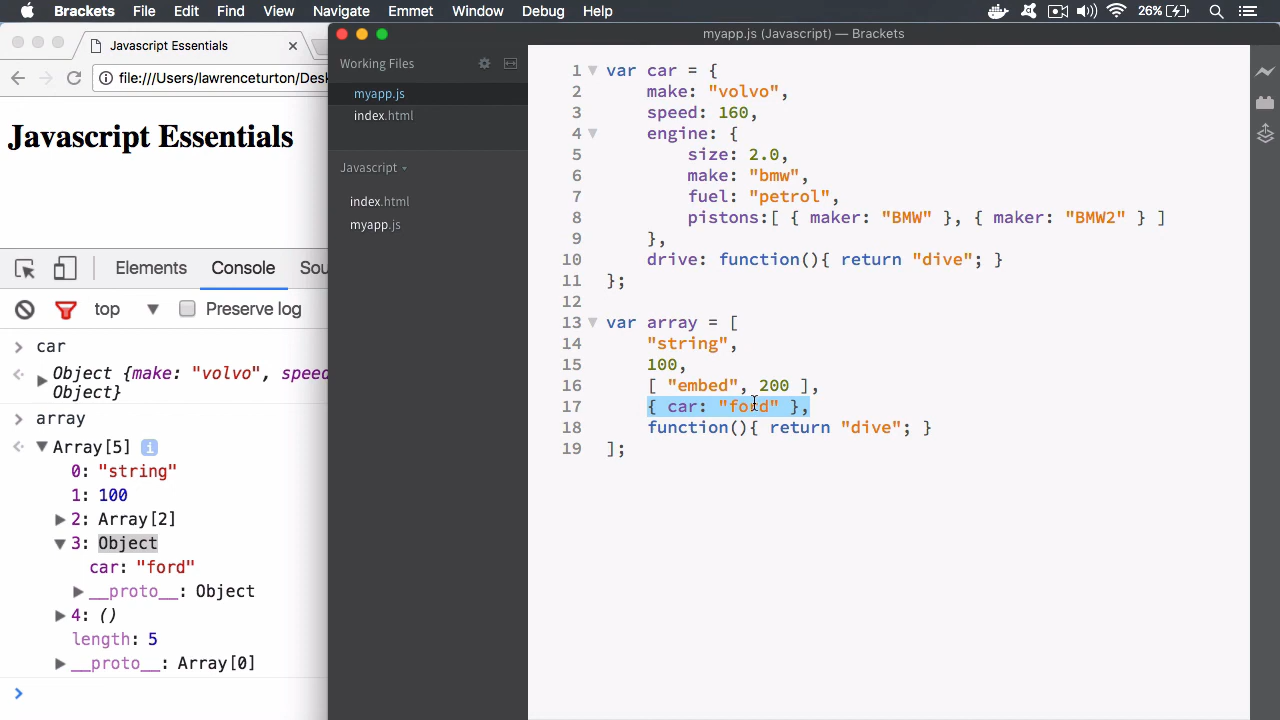 Brackets File Edit Find View Navigate Emmet Window Debug Help 26%
Javascript Essentials
file:///Users/lawrenceturton/Desk
Javascript Essentials
Elements Console Sou
top Preserve log
car
Object {make: "volvo", speed
Object}
array
Array[5]
0: "string"
1: 100
2: Array[2]
3: Object
car: "ford"
__proto__: Object
4: ()
length: 5
__proto__: Array[0]
myapp.js (Javascript) — Brackets
Working Files
myapp.js
index.html
Javascript
index.html
myapp.js
1 var car = {
2 make: "volvo",
3 speed: 160,
4 engine: {
5 size: 2.0,
6 make: "bmw",
7 fuel: "petrol",
8 pistons:[ { maker: "BMW" }, { maker: "BMW2" } ]
9 },
10 drive: function(){ return "dive"; }
11 };
12
13 var array = [
14 "string",
15 100,
16 [ "embed", 200 ],
17 { car: "ford" },
18 function(){ return "dive"; }
19 ];